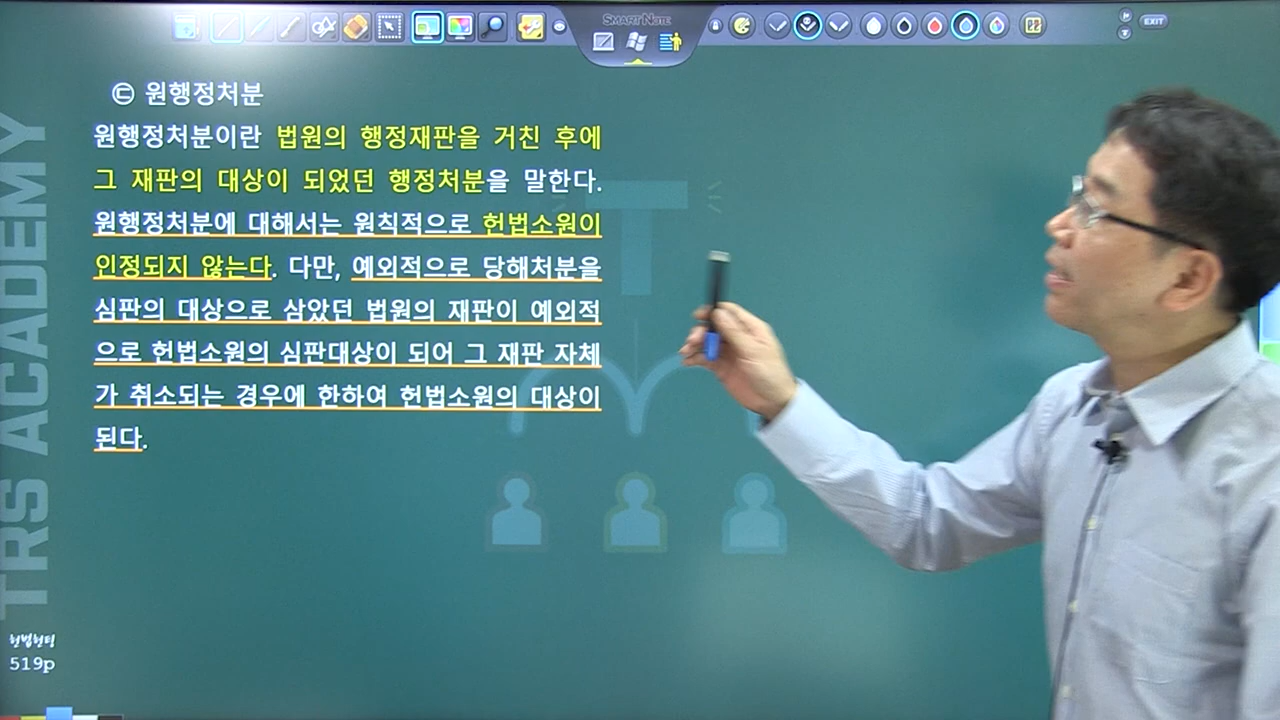 SMART NOTE
EXIT
㉢ 원행정처분
원행정처분이란 법원의 행정재판을 거친 후에
그 재판의 대상이 되었던 행정처분을 말한다.
원행정처분에 대해서는 원칙적으로 헌법소원이
인정되지 않는다. 다만, 예외적으로 당해처분을
심판의 대상으로 삼았던 법원의 재판이 예외적
으로 헌법소원의 심판대상이 되어 그 재판 자체
가 취소되는 경우에 한하여 헌법소원의 대상이
된다.
TRS ACADEMY
헌법헌팅
519p